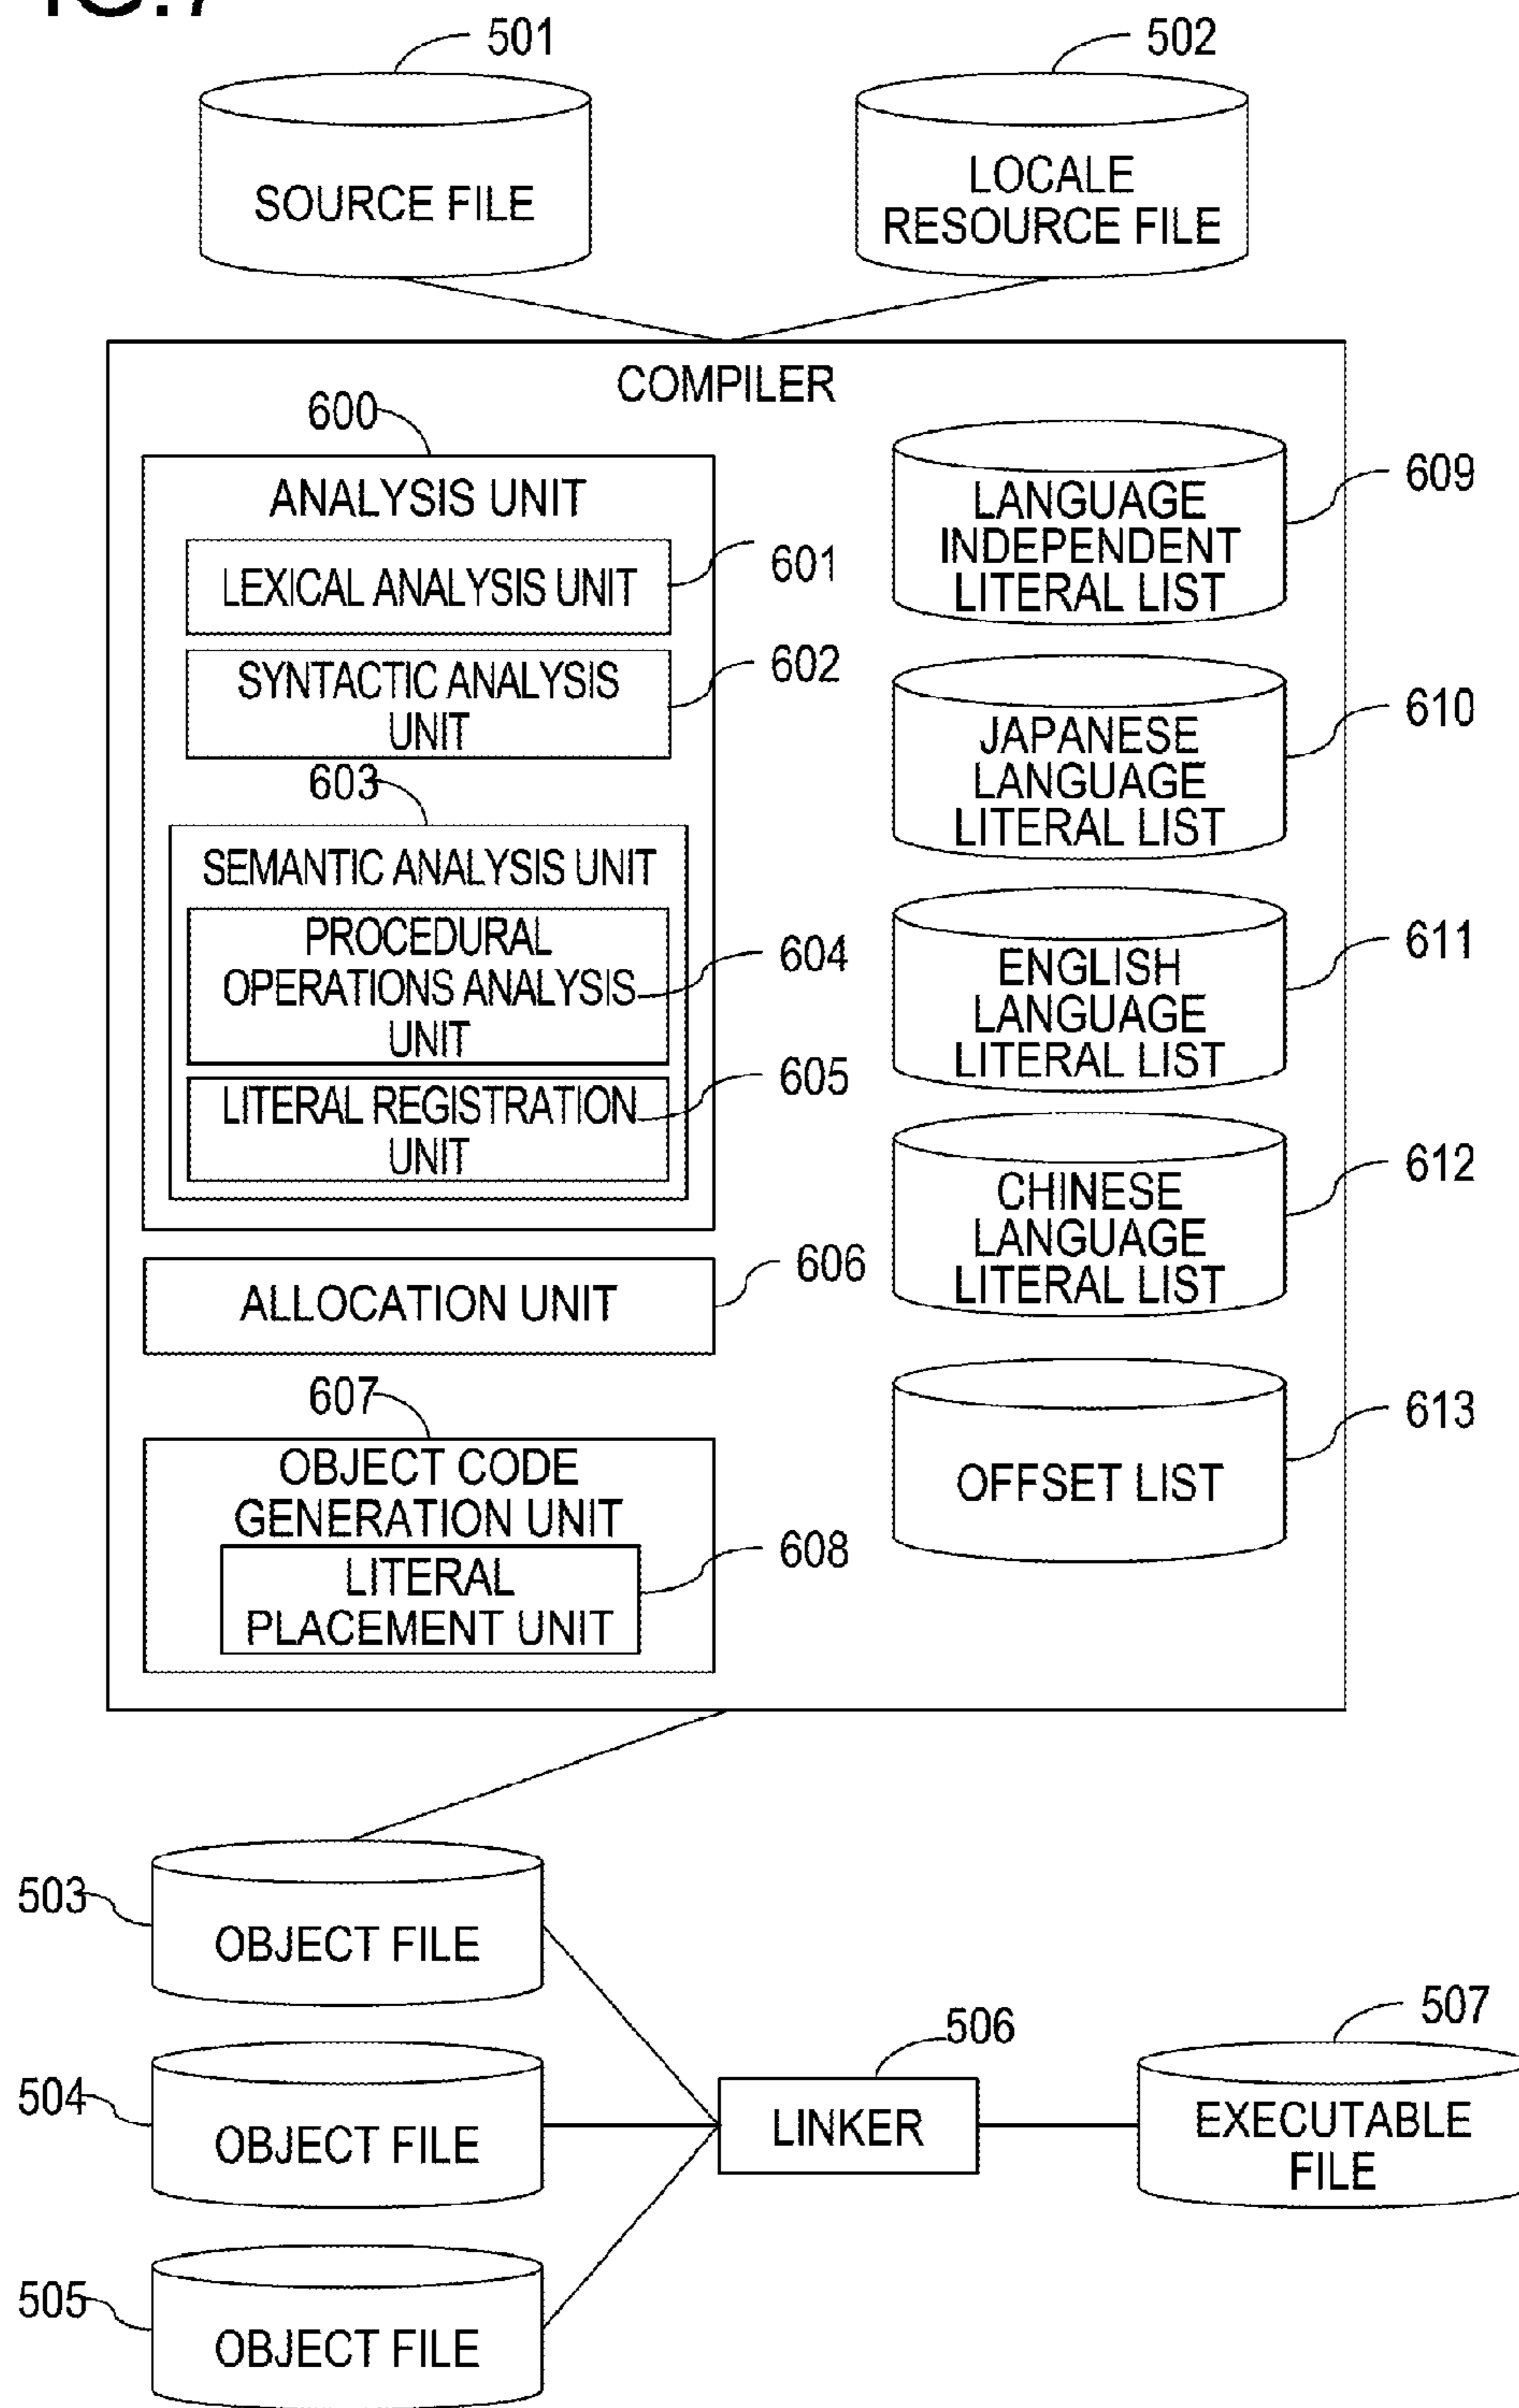 FIG.7
501
502
SOURCE FILE
LOCALE
RESOURCE FILE
COMPILER
600
ANALYSIS UNIT
LEXICAL ANALYSIS UNIT
601
SYNTACTIC ANALYSIS
UNIT
602
603
SEMANTIC ANALYSIS UNIT
PROCEDURAL
OPERATIONS ANALYSIS
UNIT
604
LITERAL REGISTRATION
UNIT
605
ALLOCATION UNIT
606
607
OBJECT CODE
GENERATION UNIT
LITERAL
PLACEMENT UNIT
608
LANGUAGE
INDEPENDENT
LITERAL LIST
609
JAPANESE
LANGUAGE
LITERAL LIST
610
ENGLISH
LANGUAGE
LITERAL LIST
611
CHINESE
LANGUAGE
LITERAL LIST
612
OFFSET LIST
613
503
OBJECT FILE
504
OBJECT FILE
505
OBJECT FILE
506
LINKER
507
EXECUTABLE
FILE